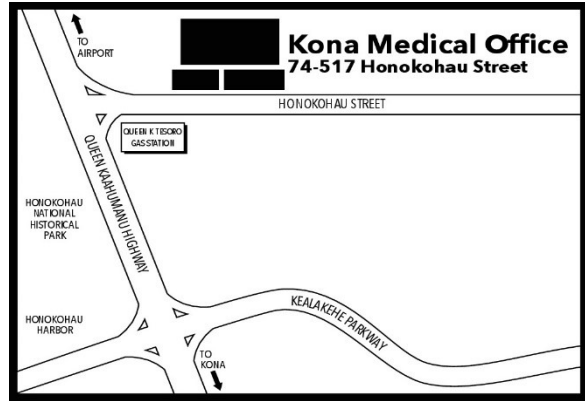 TO
AIRPORT
Kona Medical Office
74-517 Honokohau Street
HONOKOHAU STREET
QUEEN K TESORO
GAS STATION
QUEEN KAAHUMANU HIGHWAY
HONOKOHAU
NATIONAL
HISTORICAL
PARK
HONOKOHAU
HARBOR
KEALAKEHE PARKWAY
TO
KONA